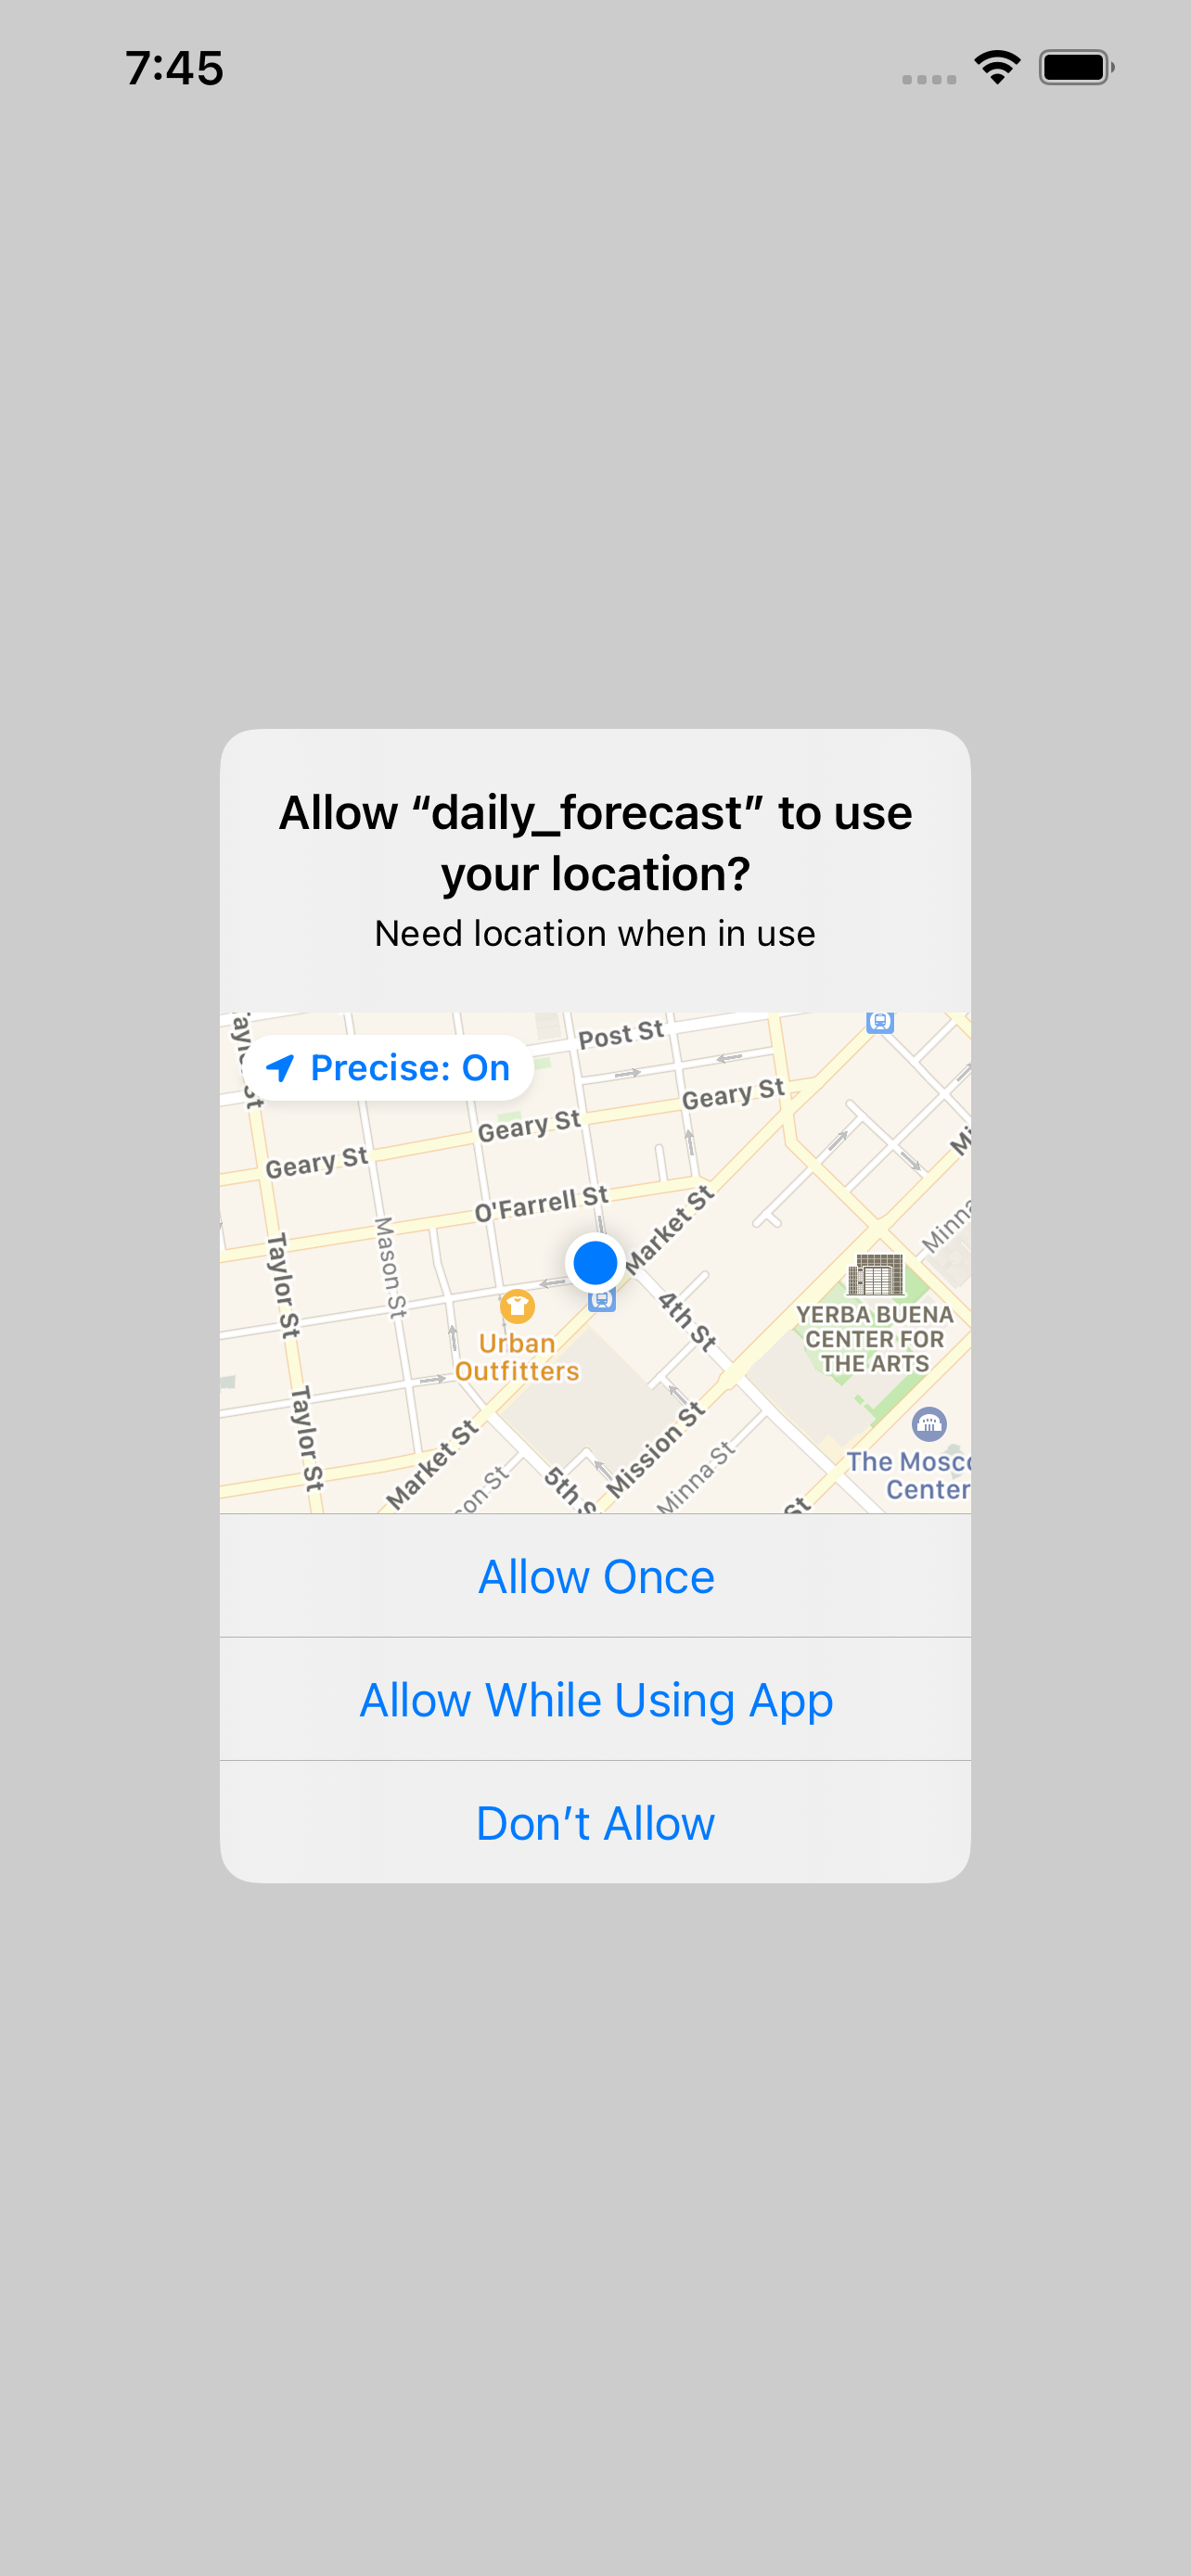 7:45
Allow “daily_forecast” to use
your location?
Need location when in use
Precise: On
Post St
Geary St
Geary St
Geary St
O'Farrell St
Market St
Mason St
Taylor St
Minna
4th St
YERBA BUENA
CENTER FOR
THE ARTS
Urban
Outfitters
Taylor St
Market St
Mission St
Minna St
5th S
The Mosco
Center
St
Allow Once
Allow While Using App
Don’t Allow